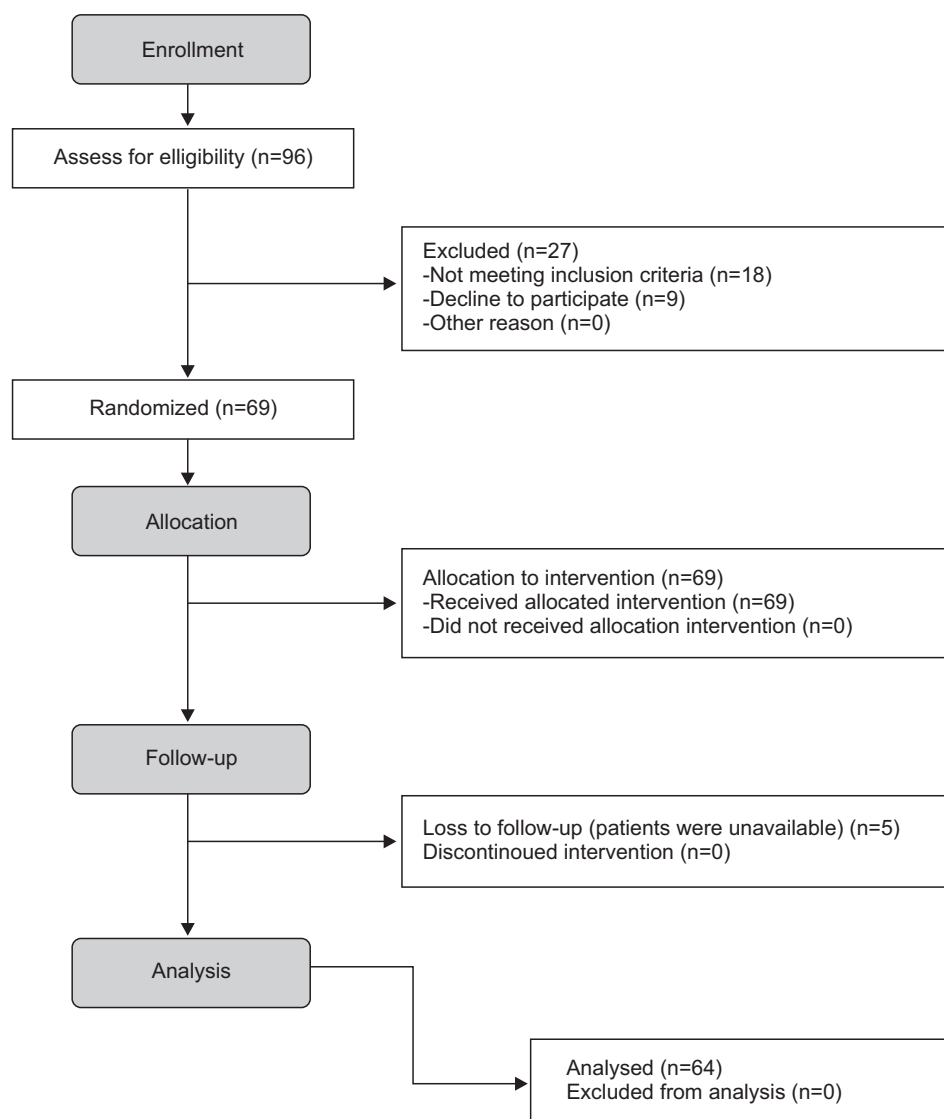 Enrollment
Assess for elligibility (n=96)
Excluded (n=27)
-Not meeting inclusion criteria (n=18)
-Decline to participate (n=9)
-Other reason (n=0)
Randomized (n=69)
Allocation
Allocation to intervention (n=69)
-Received allocated intervention (n=69)
-Did not received allocation intervention (n=0)
Follow-up
Loss to follow-up (patients were unavailable) (n=5)
Discontinoued intervention (n=0)
Analysis
Analysed (n=64)
Excluded from analysis (n=0)